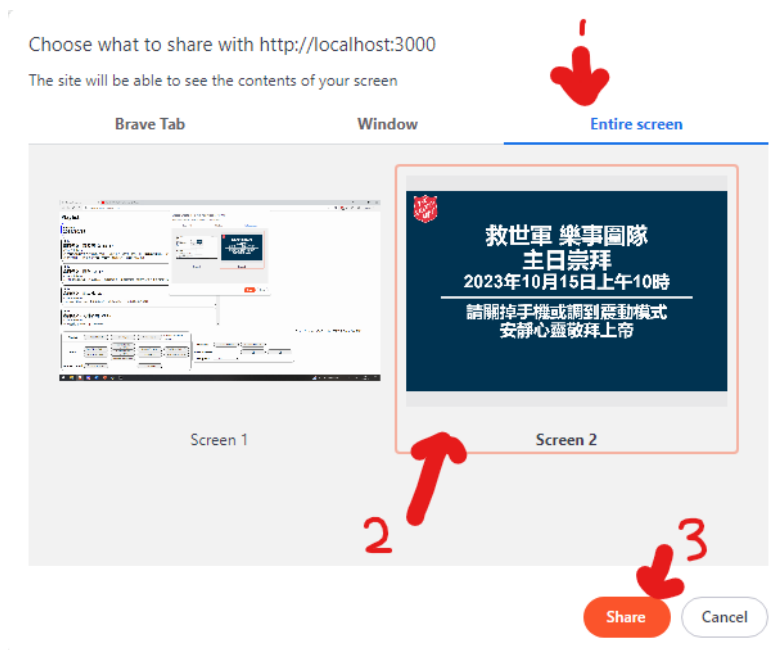 1
Choose what to share with http://localhost:3000
The site will be able to see the contents of your screen
Brave Tab
Window
Entire screen
救世軍 樂事團隊
主日崇拜
2023年10月15日上午10時
請關掉手機或調到震動模式
安靜心靈敬拜上帝
Screen 1
Screen 2
2
3
Share
Cancel